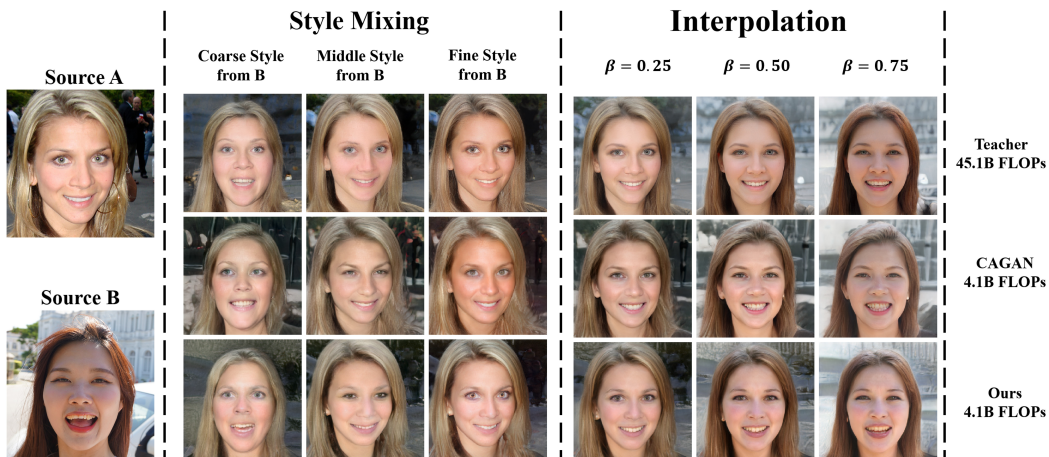 Style Mixing
Interpolation
Coarse Style
from B
Middle Style
from B
Fine Style
from B
β = 0.25
β = 0.50
β = 0.75
Source A
Source B
Teacher
45.1B FLOPs
CAGAN
4.1B FLOPs
Ours
4.1B FLOPs